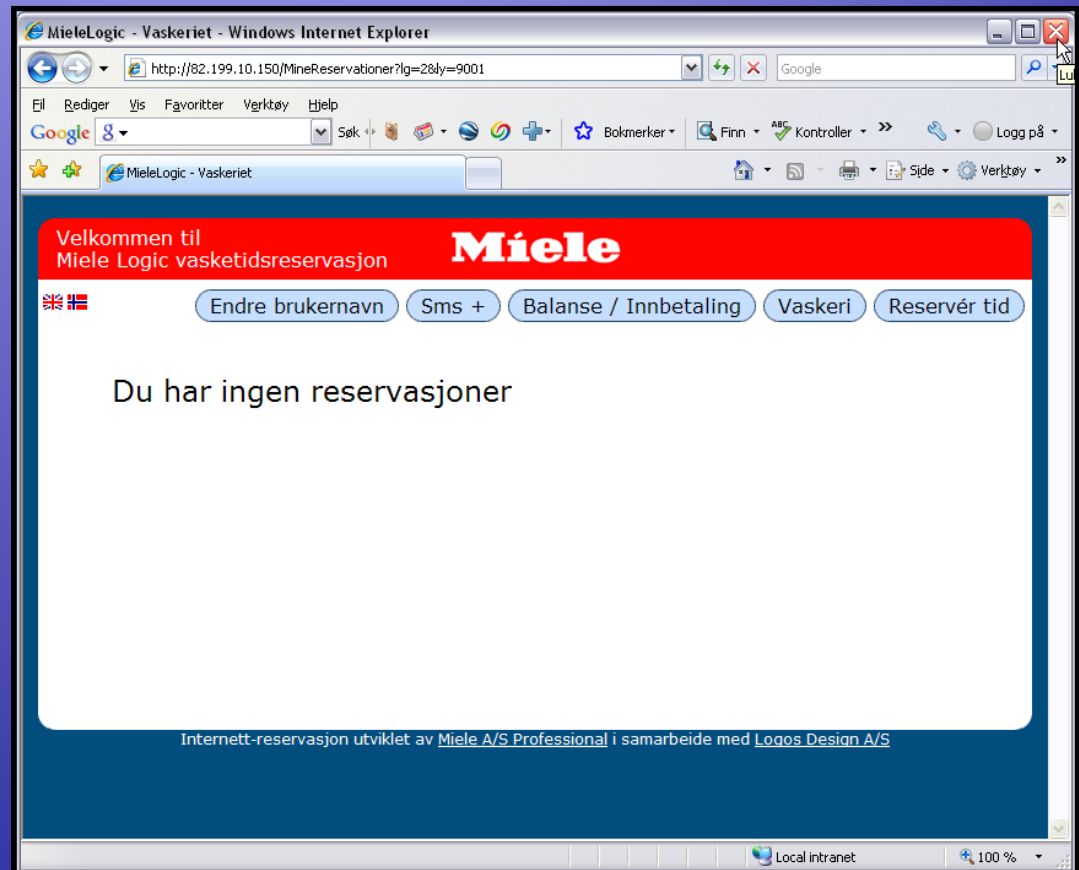 MieleLogic - Vaskeriet - Windows Internet Explorer
http://82.199.10.150/MineReservationer?lg=2&ly=9001
Google
Lu
Fil Rediger Vis Favoritter Verktøy Hjelp
Google Søk Bokmerker Finn ABC Kontroller >> Logg på
MieleLogic - Vaskeriet Side Verktøy >>
Velkommen til
Miele Logic vasketidsreservasjon
Miele
Endre brukernavn Sms + Balanse / Innbetaling Vaskeri Reservér tid
Du har ingen reservasjoner
Internett-reservasjon utviklet av Miele A/S Professional i samarbeide med Logos Design A/S
Local intranet 100 %